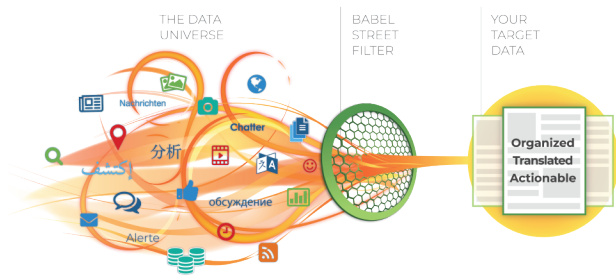 THE DATA
UNIVERSE
BABEL
STREET
FILTER
YOUR
TARGET
DATA
Nachrichten
Chatter
分析
文 A
إكتشف
обсуждение
Alerte
Organized
Translated
Actionable